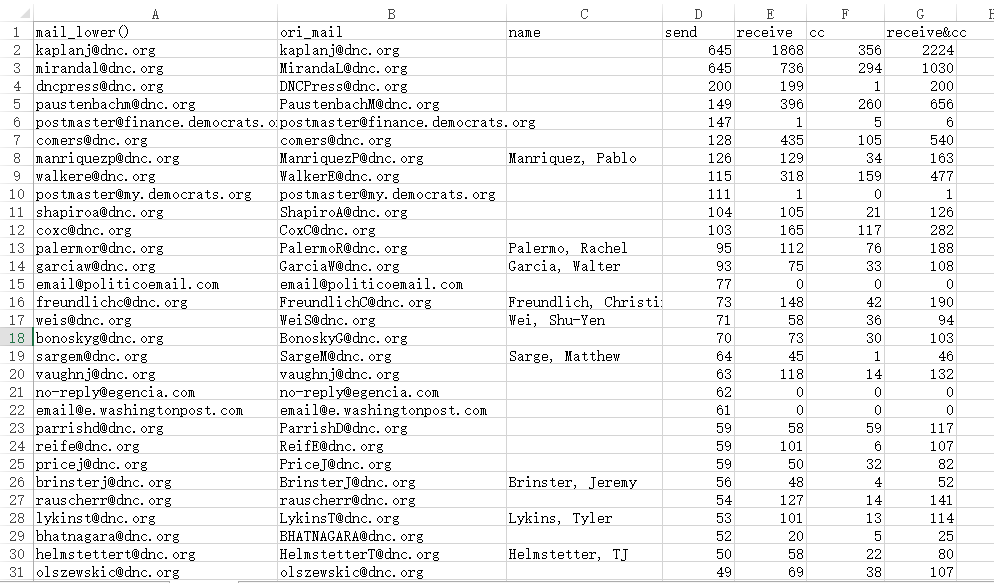 A B C D E F G H
1 mail_lower() ori_mail name send receive cc receive&cc
2 kaplanj@dnc.org kaplanj@dnc.org 645 1868 356 2224
3 mirandal@dnc.org MirandaL@dnc.org 645 736 294 1030
4 dncpress@dnc.org DNCPress@dnc.org 200 199 1 200
5 paustenbachm@dnc.org PaustenbachM@dnc.org 149 396 260 656
6 postmaster@finance.democrats.o postmaster@finance.democrats.org 147 1 5 6
7 comers@dnc.org comers@dnc.org 128 435 105 540
8 manriquezp@dnc.org ManriquezP@dnc.org Manriquez, Pablo 126 129 34 163
9 walkere@dnc.org WalkerE@dnc.org 115 318 159 477
10 postmaster@my.democrats.org postmaster@my.democrats.org 111 1 0 1
11 shapiroa@dnc.org ShapiroA@dnc.org 104 105 21 126
12 coxc@dnc.org CoxC@dnc.org 103 165 117 282
13 palermor@dnc.org PalermoR@dnc.org Palermo, Rachel 95 112 76 188
14 garciaw@dnc.org GarciaW@dnc.org Garcia, Walter 93 75 33 108
15 email@politicoemail.com email@politicoemail.com 77 0 0 0
16 freundlichc@dnc.org FreundlichC@dnc.org Freundlich, Christi 73 148 42 190
17 weis@dnc.org WeiS@dnc.org Wei, Shu-Yen 71 58 36 94
18 bonoskyg@dnc.org BonoskyG@dnc.org 70 73 30 103
19 sargem@dnc.org SargeM@dnc.org Sarge, Matthew 64 45 1 46
20 vaughnj@dnc.org vaughnj@dnc.org 63 118 14 132
21 no-reply@egencia.com no-reply@egencia.com 62 0 0 0
22 email@e.washingtonpost.com email@e.washingtonpost.com 61 0 0 0
23 parrishd@dnc.org ParrishD@dnc.org 59 58 59 117
24 reife@dnc.org ReifE@dnc.org 59 101 6 107
25 pricej@dnc.org PriceJ@dnc.org 59 50 32 82
26 brinsterj@dnc.org BrinsterJ@dnc.org Brinster, Jeremy 56 48 4 52
27 rauscherr@dnc.org rauscherr@dnc.org 54 127 14 141
28 lykinst@dnc.org LykinsT@dnc.org Lykins, Tyler 53 101 13 114
29 bhatnagara@dnc.org BHATNAGARA@dnc.org 52 20 5 25
30 helmstettert@dnc.org HelmstetterT@dnc.org Helmstetter, TJ 50 58 22 80
31 olszewskic@dnc.org olszewskic@dnc.org 49 69 38 107